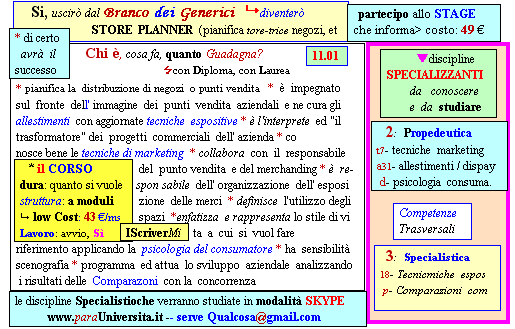 Si, uscirò dal Branco dei Generici ↪diventerò
STORE PLANNER (pianifica tore-trice negozi, et
partecipo allo STAGE
che informa> costo: 49 €
* di certo
avrà il
successo
Chi è, cosa fa, quanto Guadagna? 11.01
con Diploma, con Laurea
* pianifica la distribuzione di negozi o punti vendita * è impegnato
sul fronte dell' immagine dei punti vendita aziendali e ne cura gli
allestimenti con aggiornate tecniche espositive * è l'interprete ed "il
trasformatore" dei progetti commerciali dell' azienda * co
nosce bene le tecniche di marketing * collabora con il responsabile
del punto vendita e del merchandising * è re-
spon sabile dell' organizzazione dell' esposi
zione delle merci * definisce l'utilizzo degli
spazi *enfatizza e rappresenta lo stile di vi
ta a cui si vuol fare
riferimento applicando la psicologia del consumatore * ha sensibilità
scenografia * programma ed attua lo sviluppo aziendale analizzando
i risultati delle Comparazoni con la concorrenza
* il CORSO
dura: quanto si vuole
struttura: a moduli
↪ low Cost: 43 €/ms
Lavoro: avvio, Sì
IScriverMi
▼discipline
SPECIALIZZANTI
da conoscere
e da studiare
2: Propedeutica
t7- tecniche marketing
a31- allestimenti / dispay
d- psicologia consuma.
Competenze
Trasversali
3: Specialistica
18- Tecnicmiche espos
p- Comparazioni com
le discipline Specialistiche verranno studiate in modalità SKYPE
www.paraUniversita.it -- serve Qualcosa@gmail.com